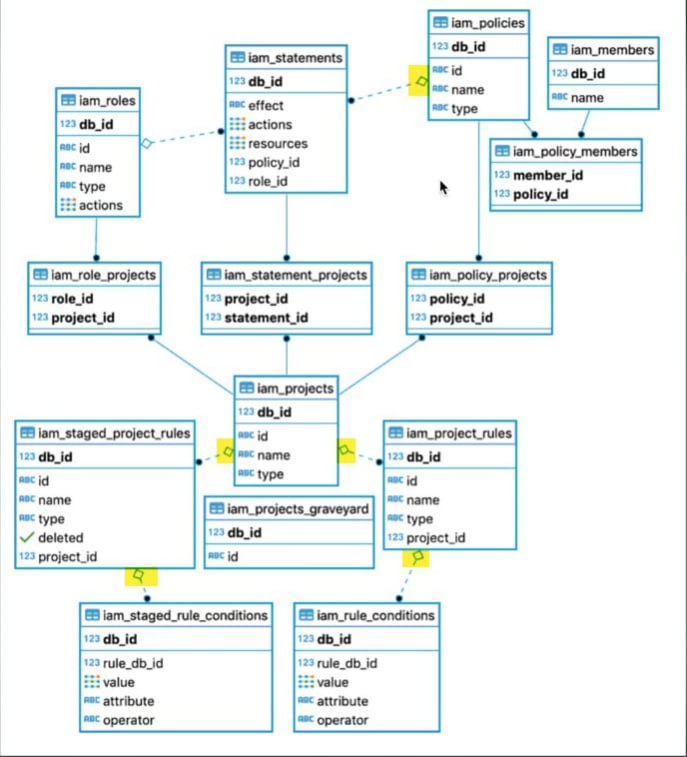 iam_policies
123 db_id
ABC id
ABC name
ABC type
iam_members
123 db_id
ABC name
iam_statements
123 db_id
ABC effect
actions
resources
123 policy_id
123 role_id
iam_roles
123 db_id
ABC id
ABC name
ABC type
actions
iam_policy_members
123 member_id
123 policy_id
iam_role_projects
123 role_id
123 project_id
iam_statement_projects
123 project_id
123 statement_id
iam_policy_projects
123 policy_id
123 project_id
iam_projects
123 db_id
ABC id
ABC name
ABC type
iam_staged_project_rules
123 db_id
ABC id
ABC name
ABC type
deleted
123 project_id
iam_project_rules
123 db_id
ABC id
ABC name
ABC type
123 project_id
iam_projects_graveyard
123 db_id
ABC id
iam_staged_rule_conditions
123 db_id
123 rule_db_id
value
ABC attribute
ABC operator
iam_rule_conditions
123 db_id
123 rule_db_id
value
ABC attribute
ABC operator